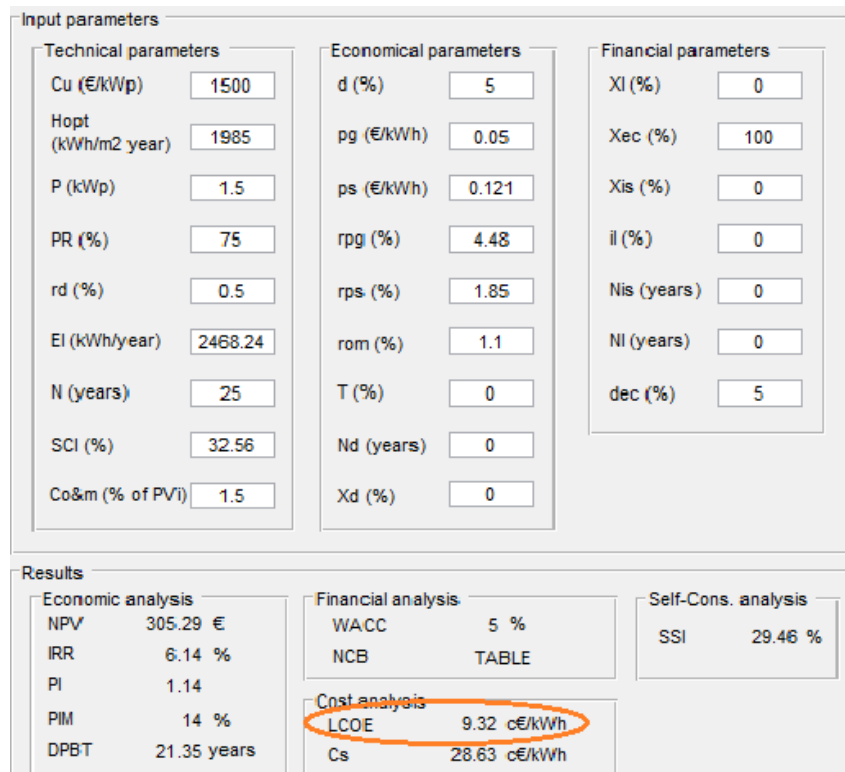 Input parameters
Technical parameters
Cu (€/kWp) 1500
Hopt
(kWh/m2 year) 1985
P (kWp) 1.5
PR (%) 75
rd (%) 0.5
El (kWh/year) 2468.24
N (years) 25
SCI (%) 32.56
Co&m (% of PVi) 1.5
Economical parameters
d (%) 5
pg (€/kWh) 0.05
ps (€/kWh) 0.121
rpg (%) 4.48
rps (%) 1.85
rom (%) 1.1
T (%) 0
Nd (years) 0
Xd (%) 0
Financial parameters
Xl (%) 0
Xec (%) 100
Xis (%) 0
il (%) 0
Nis (years) 0
Nl (years) 0
dec (%) 5
Results
Economic analysis
NPV 305.29 €
IRR 6.14 %
PI 1.14
PIM 14 %
DPBT 21.35 years
Financial analysis
WACC 5 %
NCB TABLE
Cost analysis
LCOE 9.32 c€/kWh
Cs 28.63 c€/kWh
Self-Cons. analysis
SSI 29.46 %